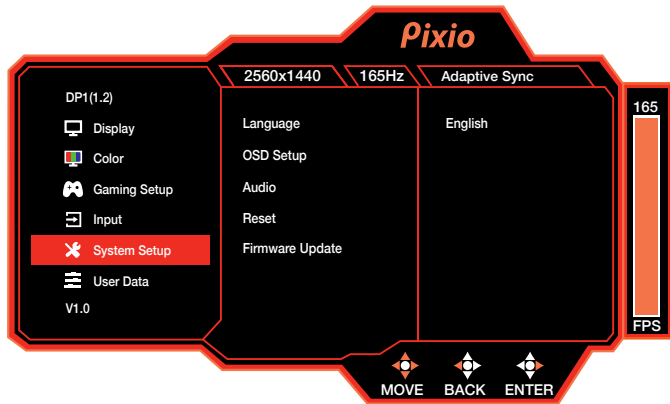 Pixio
2560x1440 165Hz Adaptive Sync
DP1(1.2)
Display
Color
Gaming Setup
Input
System Setup
User Data
V1.0
Language English
OSD Setup
Audio
Reset
Firmware Update
165
FPS
MOVE BACK ENTER